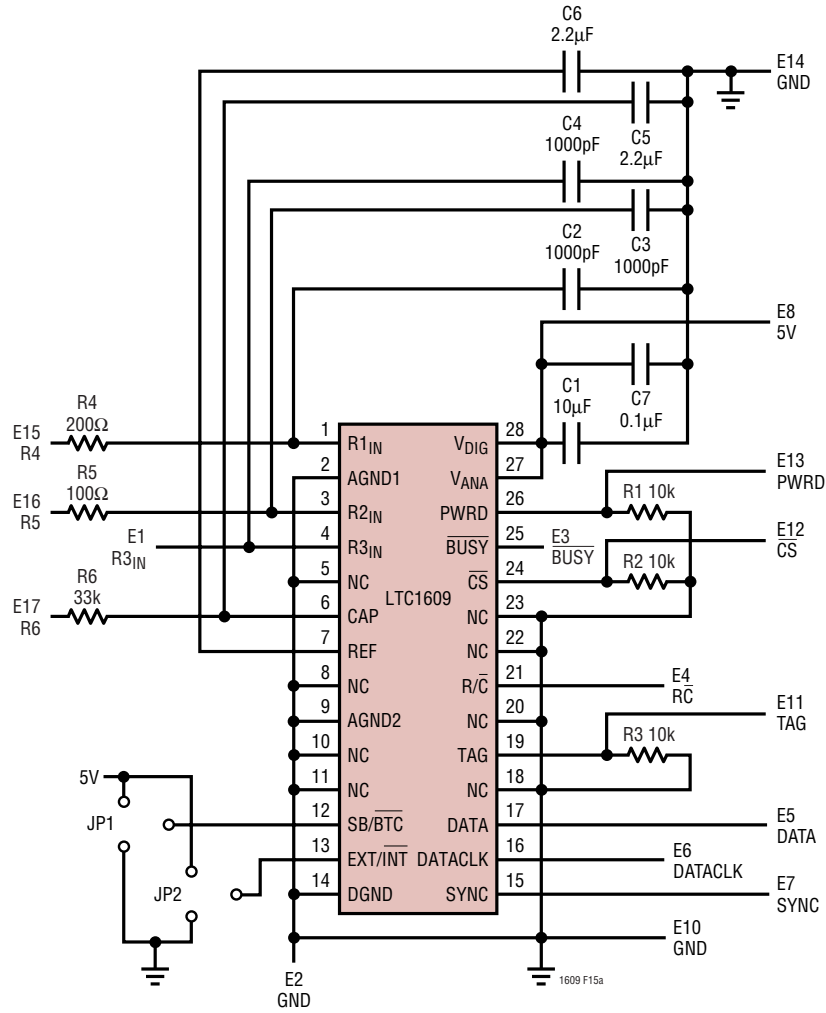 C6
2.2µF
E14
GND
C4
1000pF
C5
2.2µF
C2
1000pF
C3
1000pF
E8
5V
C1
10µF
C7
0.1µF
R4
200Ω
E15
R4
R5
100Ω
E16
R5
E1
R3IN
R6
33k
E17
R6
LTC1609
1
R1IN
2
AGND1
3
R2IN
4
R3IN
5
NC
6
CAP
7
REF
8
NC
9
AGND2
10
NC
11
NC
12
SB/B̅T̅C̅
13
EXT/I̅N̅T̅
14
DGND
28
VDIG
27
VANA
26
PWRD
25
B̅U̅S̅Y̅
24
C̅S̅
23
NC
22
NC
21
R/C̅
20
NC
19
TAG
18
NC
17
DATA
16
DATACLK
15
SYNC
E13
PWRD
R1 10k
E12
C̅S̅
E3
B̅U̅S̅Y̅
R2 10k
E4
RC̅
E11
TAG
R3 10k
E5
DATA
E6
DATACLK
E7
SYNC
5V
JP1
JP2
E10
GND
E2
GND
1609 F15a